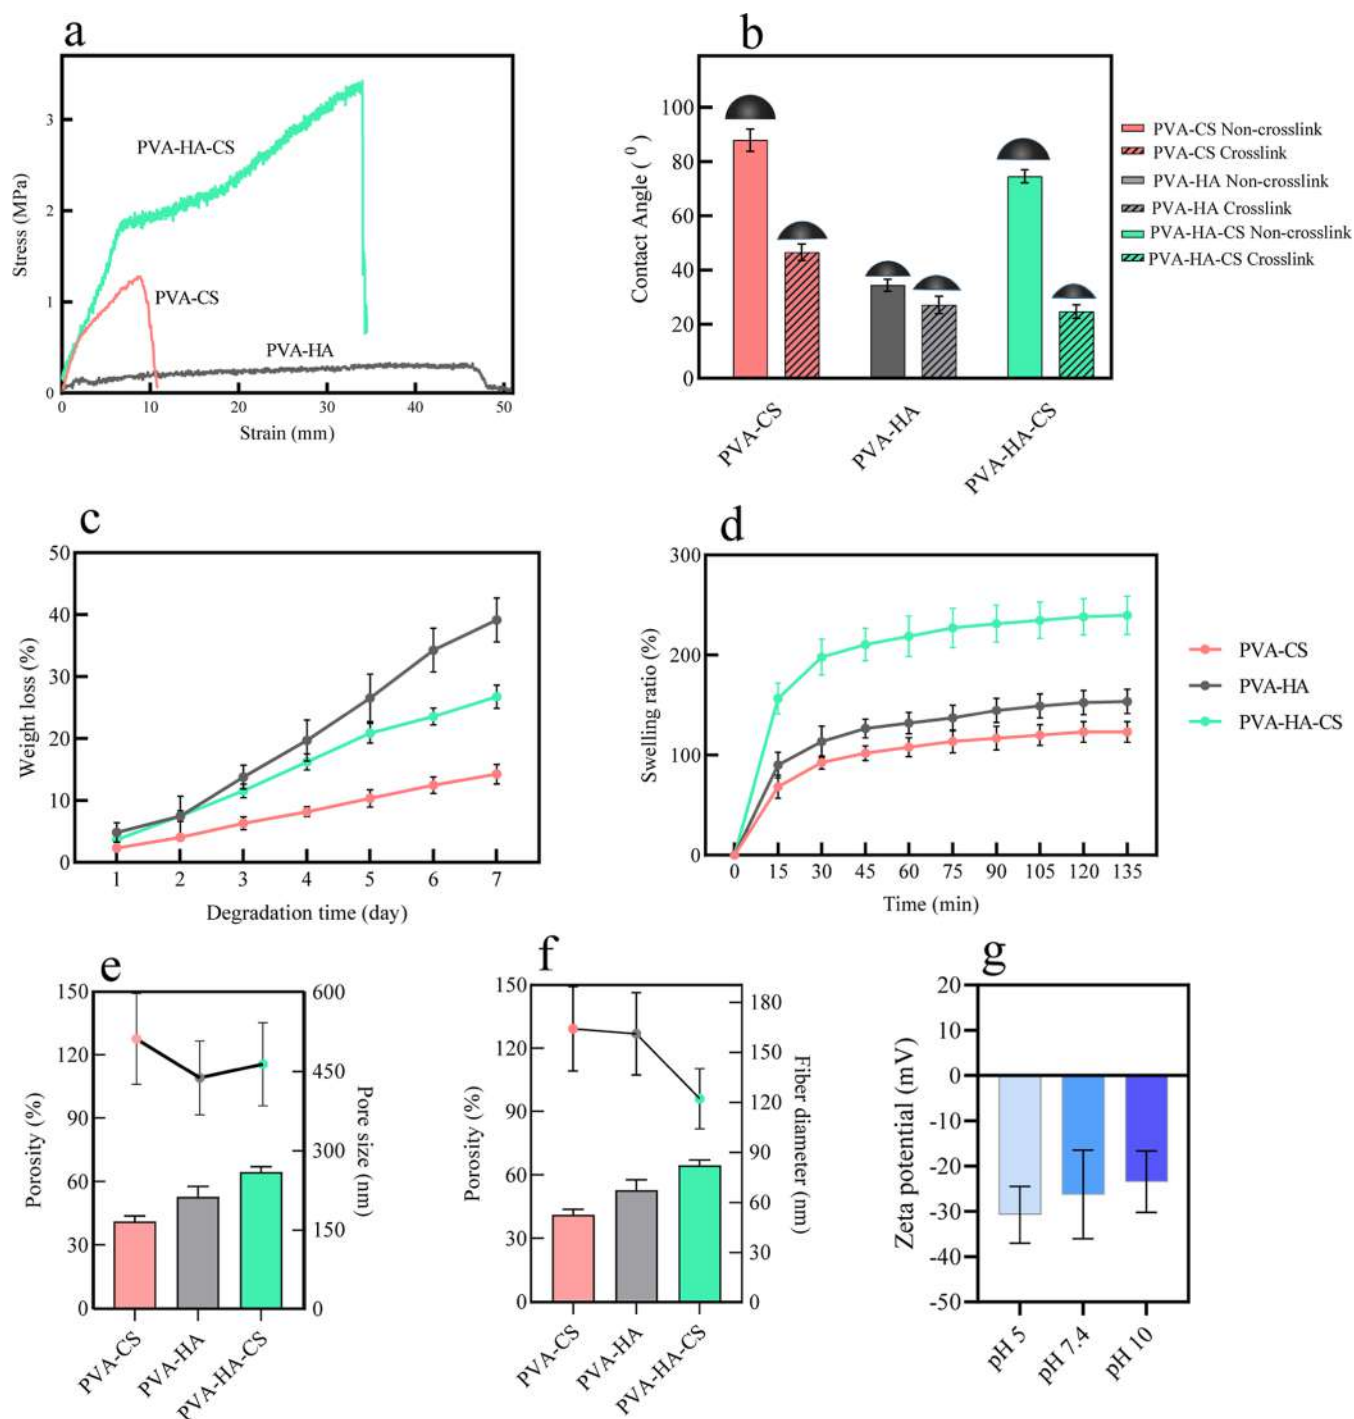 a
Stress (MPa)
3
2
1
0
PVA-HA-CS
PVA-CS
PVA-HA
0 10 20 30 40 50
Strain (mm)
b
Contact Angle ( 0 )
100
80
60
40
20
0
PVA-CS
PVA-HA
PVA-HA-CS
PVA-CS Non-crosslink
PVA-CS Crosslink
PVA-HA Non-crosslink
PVA-HA Crosslink
PVA-HA-CS Non-crosslink
PVA-HA-CS Crosslink
c
Weight loss (%)
50
40
30
20
10
0
1 2 3 4 5 6 7
Degradation time (day)
d
Swelling ratio (%)
300
200
100
0
0 15 30 45 60 75 90 105 120 135
Time (min)
PVA-CS
PVA-HA
PVA-HA-CS
e
Porosity (%)
150
120
90
60
30
0
600
450
300
150
0
Pore size (nm)
PVA-CS
PVA-HA
PVA-HA-CS
f
Porosity (%)
150
120
90
60
30
0
180
150
120
90
60
30
0
Fiber diameter (nm)
PVA-CS
PVA-HA
PVA-HA-CS
g
Zeta potential (mV)
20
10
0
-10
-20
-30
-40
-50
pH 5
pH 7.4
pH 10